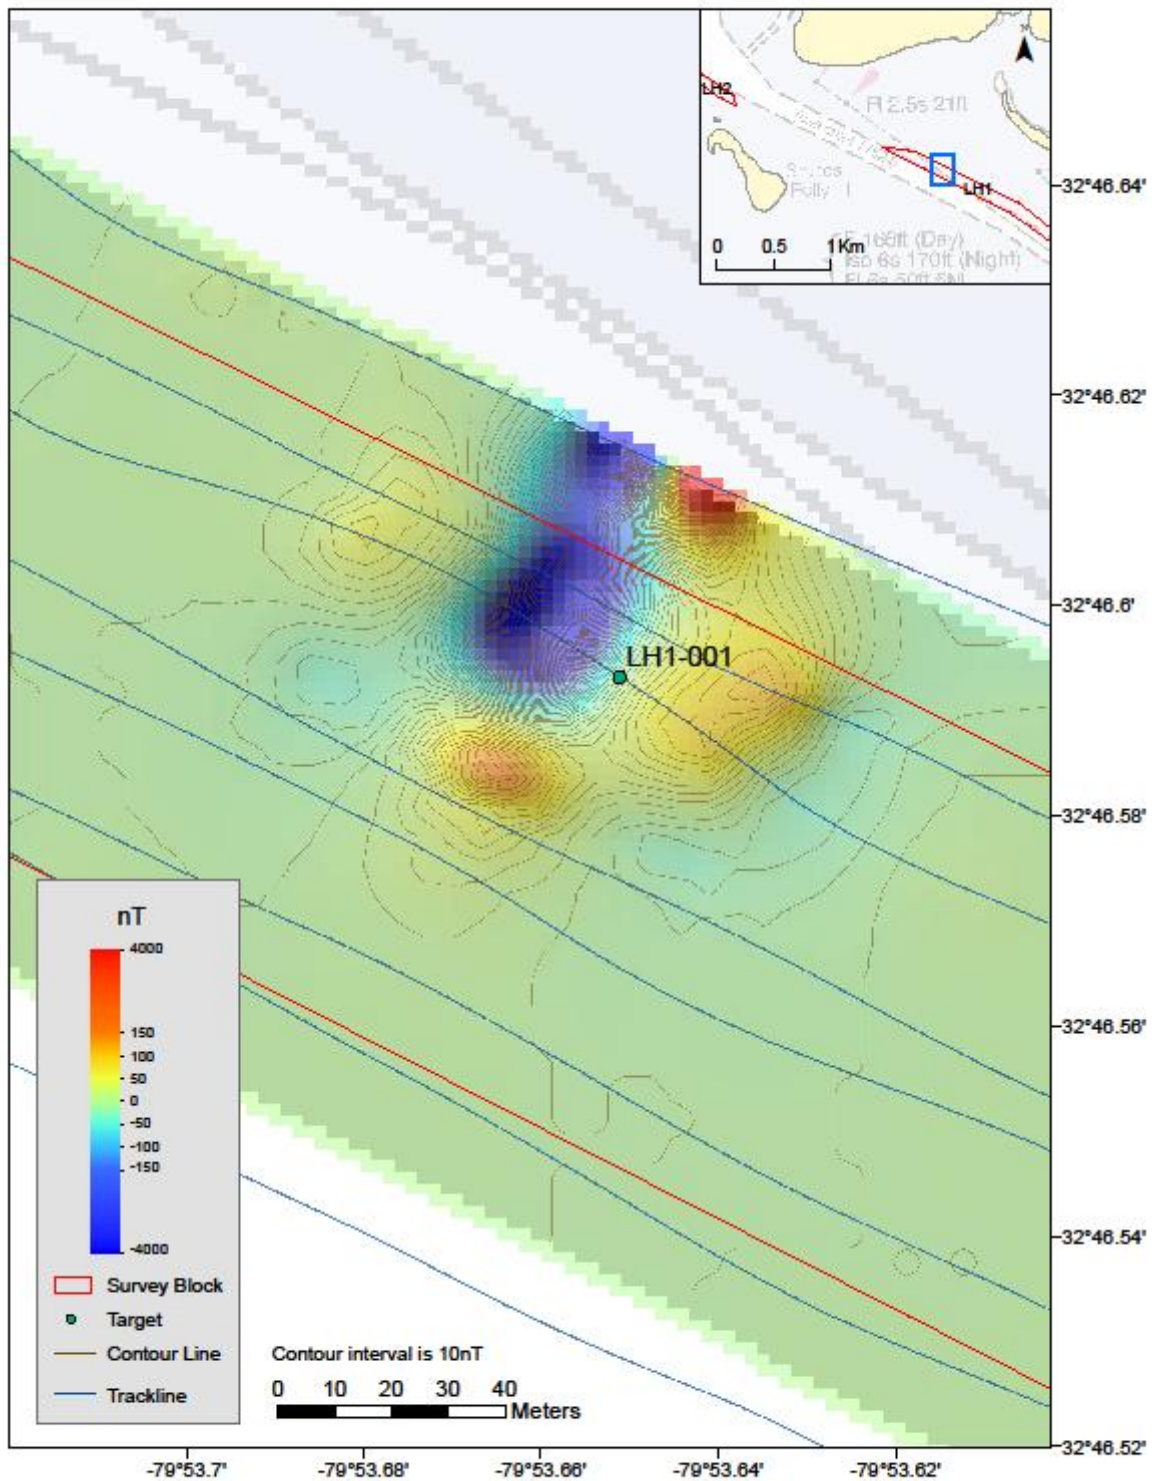 LH2
Fl 2.5s 21ft
LH1
0 0.5 1Km
168ft (Day)
Iso 6s 170ft (Night)
32°46.64'
32°46.62'
32°46.6'
LH1-001
32°46.58'
32°46.56'
32°46.54'
32°46.52'
nT
4000
150
100
50
0
-50
-100
-150
-4000
Survey Block
Target
Contour Line
Trackline
Contour interval is 10nT
0 10 20 30 40
Meters
-79°53.7' -79°53.68' -79°53.66' -79°53.64' -79°53.62'